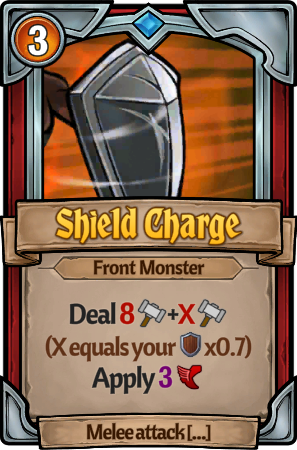 3
Shield Charge
Front Monster
Deal 8 +X
(X equals your x0.7)
Apply 3
Melee attack [...]